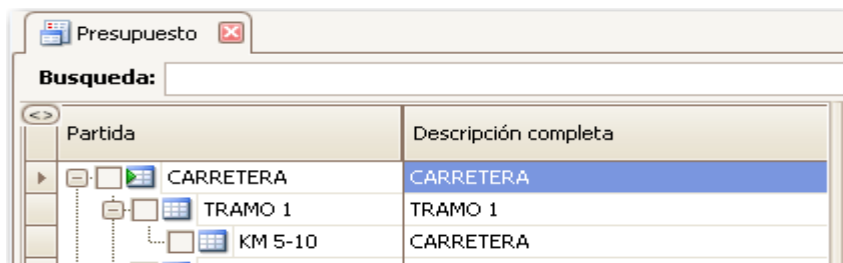 Presupuesto
Busqueda:
<>
Partida Descripción completa
CARRETERA CARRETERA
TRAMO 1 TRAMO 1
KM 5-10 CARRETERA